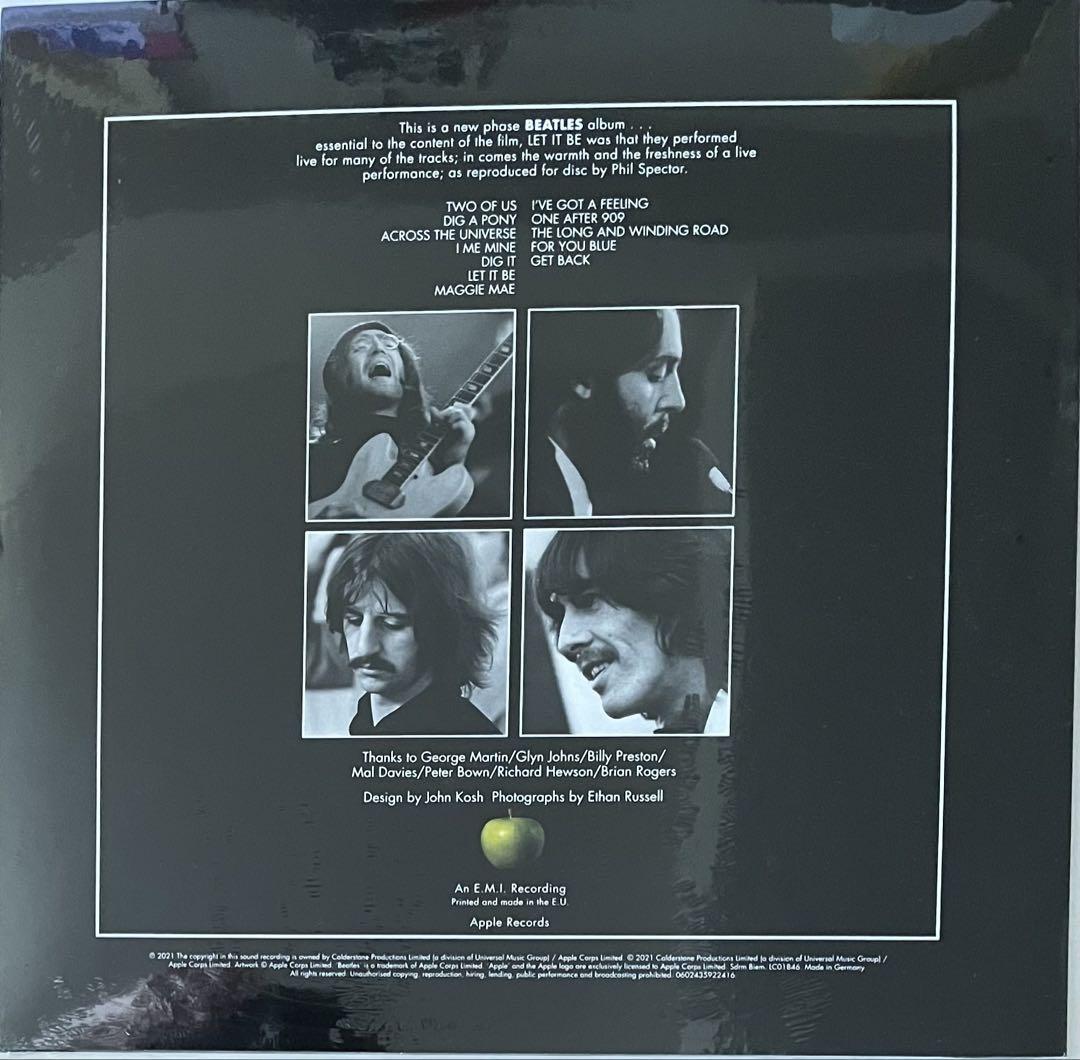 This is a new phase BEATLES album . . .
essential to the content of the film, LET IT BE was that they performed
live for many of the tracks; in comes the warmth and the freshness of a live
performance; as reproduced for disc by Phil Spector.
TWO OF US
DIG A PONY
ACROSS THE UNIVERSE
I ME MINE
DIG IT
LET IT BE
MAGGIE MAE
I'VE GOT A FEELING
ONE AFTER 909
THE LONG AND WINDING ROAD
FOR YOU BLUE
GET BACK
Thanks to George Martin/Glyn Johns/Billy Preston/
Mal Davies/Peter Bown/Richard Hewson/Brian Rogers
Design by John Kosh Photographs by Ethan Russell
An E.M.I. Recording
Printed and made in the E.U.
Apple Records
℗ 2021 The copyright in this sound recording is owned by Calderstone Productions Limited (a division of Universal Music Group) / Apple Corps Limited. © 2021 Calderstone Productions Limited (a division of Universal Music Group) /
Apple Corps Limited. Artwork © Apple Corps Limited. 'Beatles' is a trademark of Apple Corps Limited. 'Apple' and the Apple logo are exclusively licensed to Apple Corps Limited. Sdrm Biem. LC01846. Made in Germany
All rights reserved. Unauthorised copying, reproduction, hiring, lending, public performance and broadcasting prohibited. 0602435922416